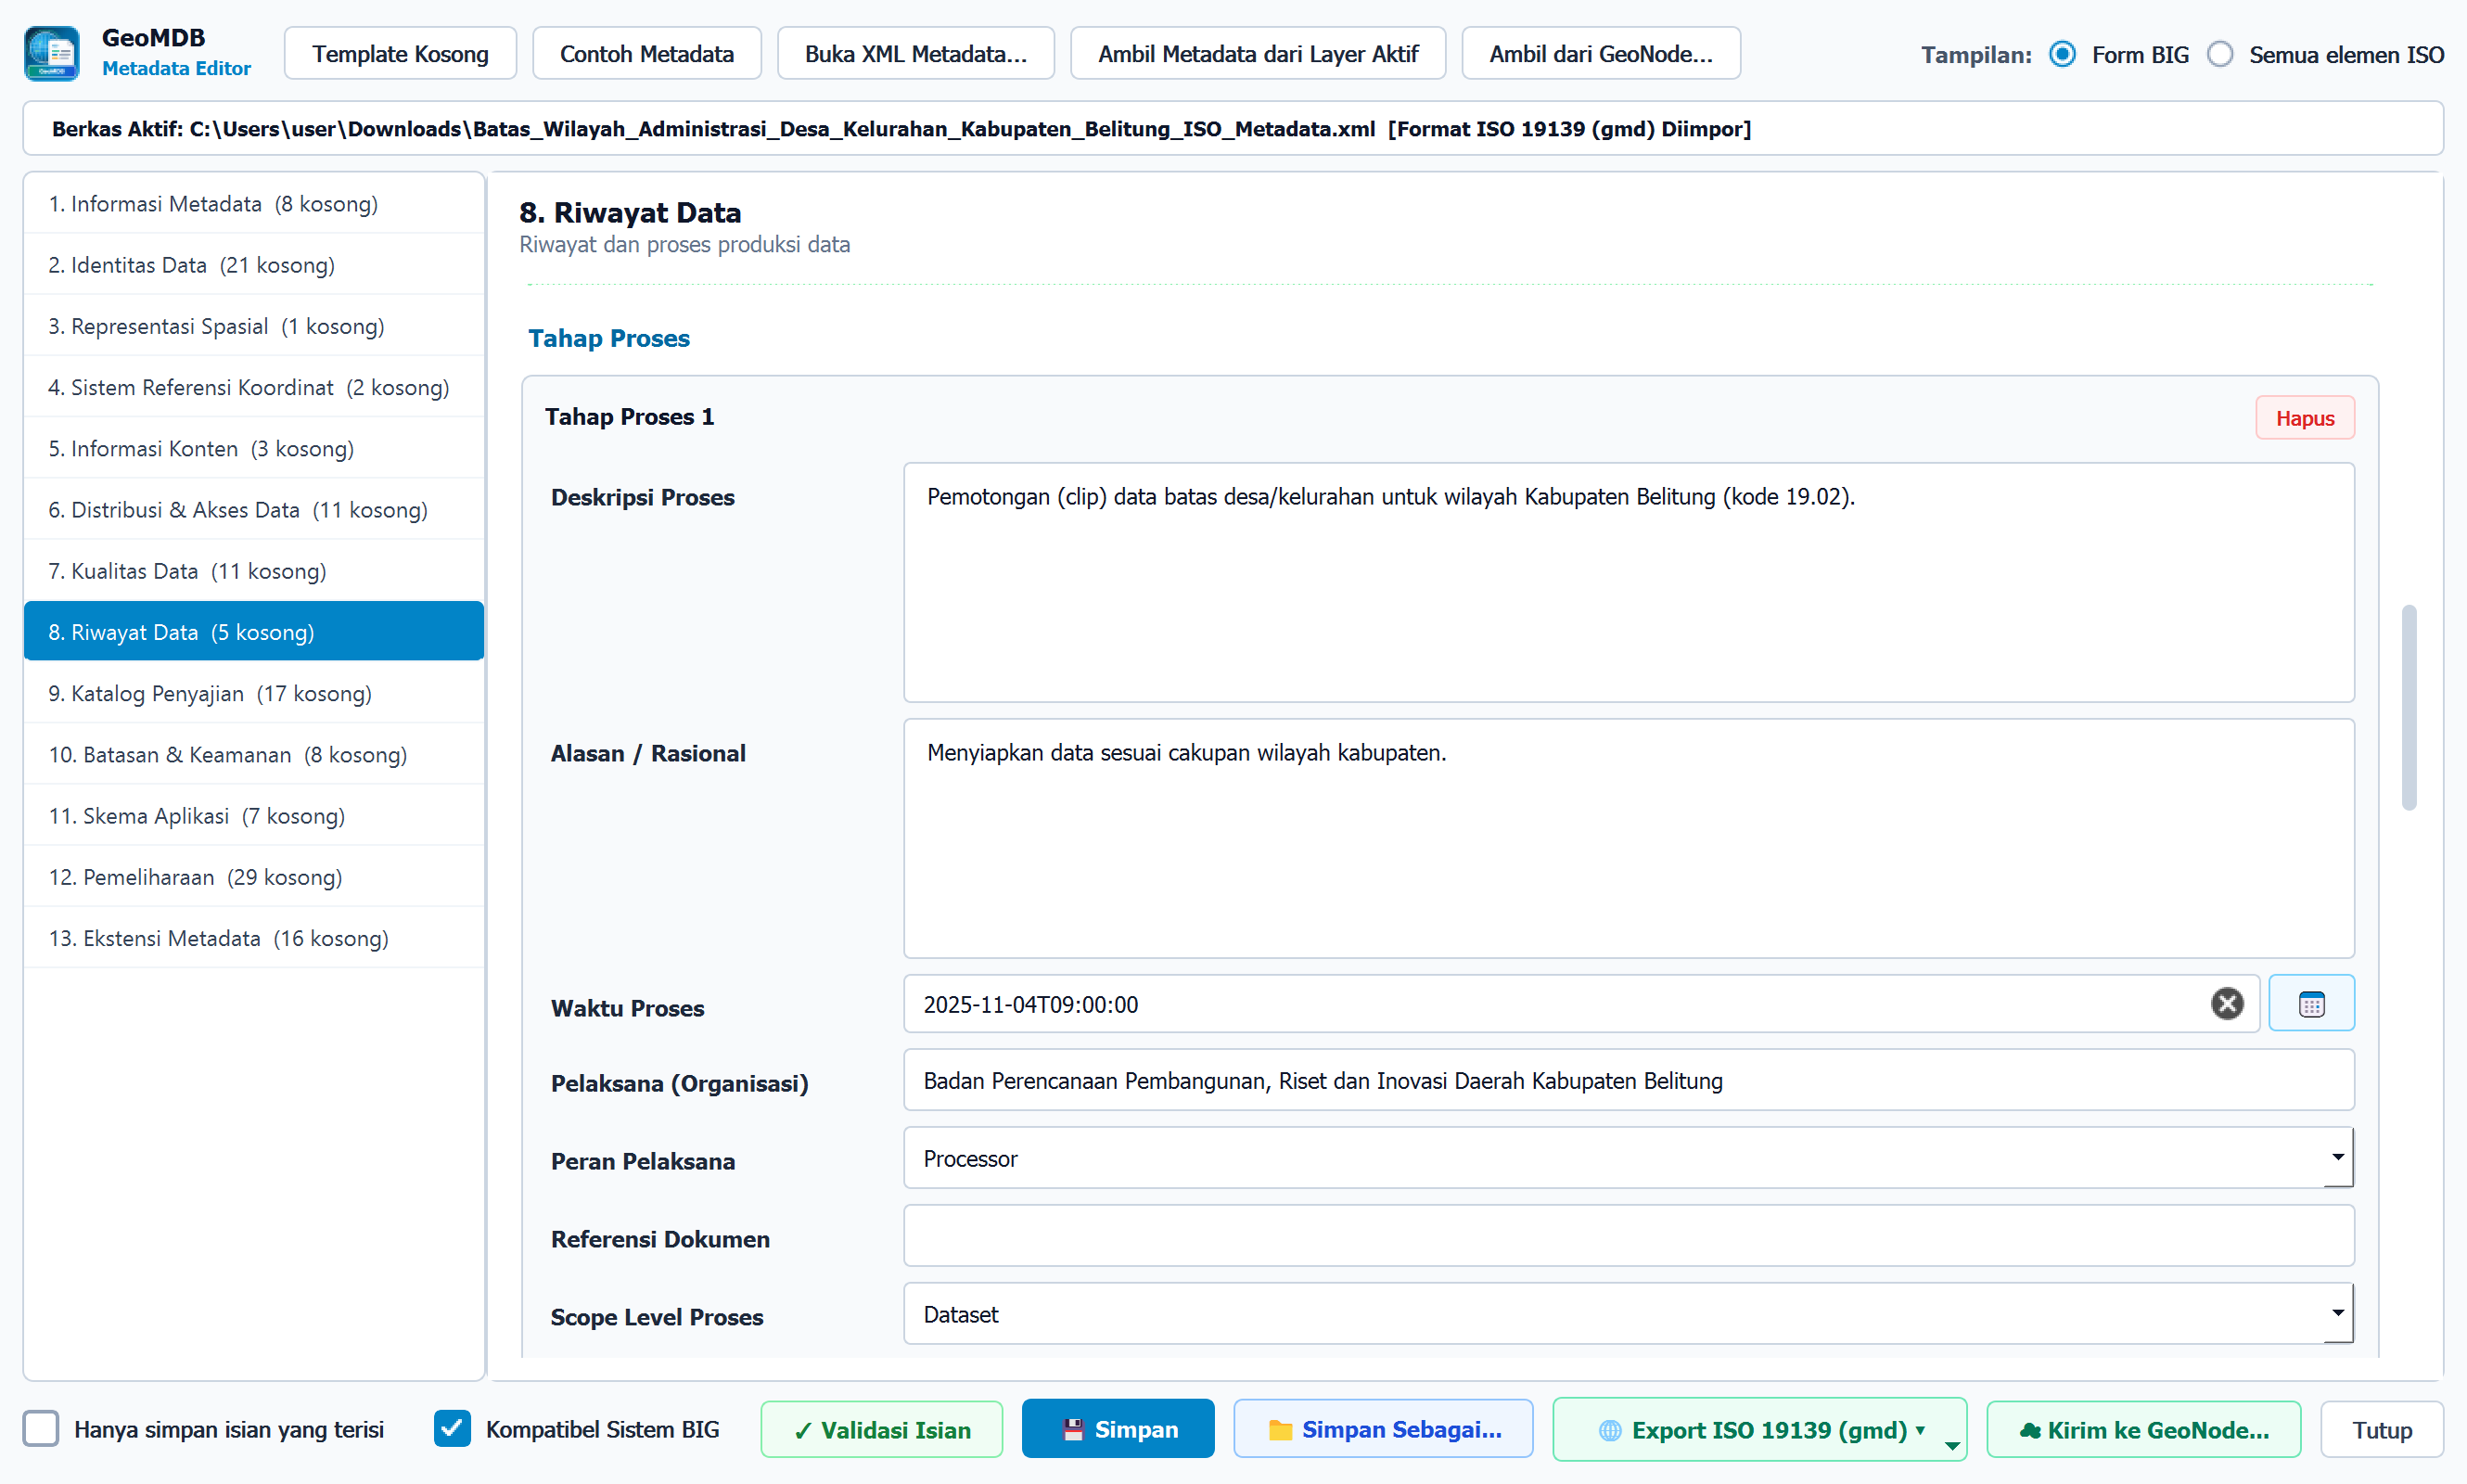 GeoMDB
Metadata Editor
Template Kosong
Contoh Metadata
Buka XML Metadata...
Ambil Metadata dari Layer Aktif
Ambil dari GeoNode...
Tampilan:
Form BIG
Semua elemen ISO
Berkas Aktif: C:\Users\user\Downloads\Batas_Wilayah_Administrasi_Desa_Kelurahan_Kabupaten_Belitung_ISO_Metadata.xml [Format ISO 19139 (gmd) Diimpor]
1. Informasi Metadata (8 kosong)
2. Identitas Data (21 kosong)
3. Representasi Spasial (1 kosong)
4. Sistem Referensi Koordinat (2 kosong)
5. Informasi Konten (3 kosong)
6. Distribusi & Akses Data (11 kosong)
7. Kualitas Data (11 kosong)
8. Riwayat Data (5 kosong)
9. Katalog Penyajian (17 kosong)
10. Batasan & Keamanan (8 kosong)
11. Skema Aplikasi (7 kosong)
12. Pemeliharaan (29 kosong)
13. Ekstensi Metadata (16 kosong)
8. Riwayat Data
Riwayat dan proses produksi data
Tahap Proses
Tahap Proses 1
Hapus
Deskripsi Proses
Pemotongan (clip) data batas desa/kelurahan untuk wilayah Kabupaten Belitung (kode 19.02).
Alasan / Rasional
Menyiapkan data sesuai cakupan wilayah kabupaten.
Waktu Proses
2025-11-04T09:00:00
Pelaksana (Organisasi)
Badan Perencanaan Pembangunan, Riset dan Inovasi Daerah Kabupaten Belitung
Peran Pelaksana
Processor
Referensi Dokumen
Scope Level Proses
Dataset
Hanya simpan isian yang terisi
Kompatibel Sistem BIG
✓ Validasi Isian
Simpan
Simpan Sebagai...
Export ISO 19139 (gmd) ▾
Kirim ke GeoNode...
Tutup